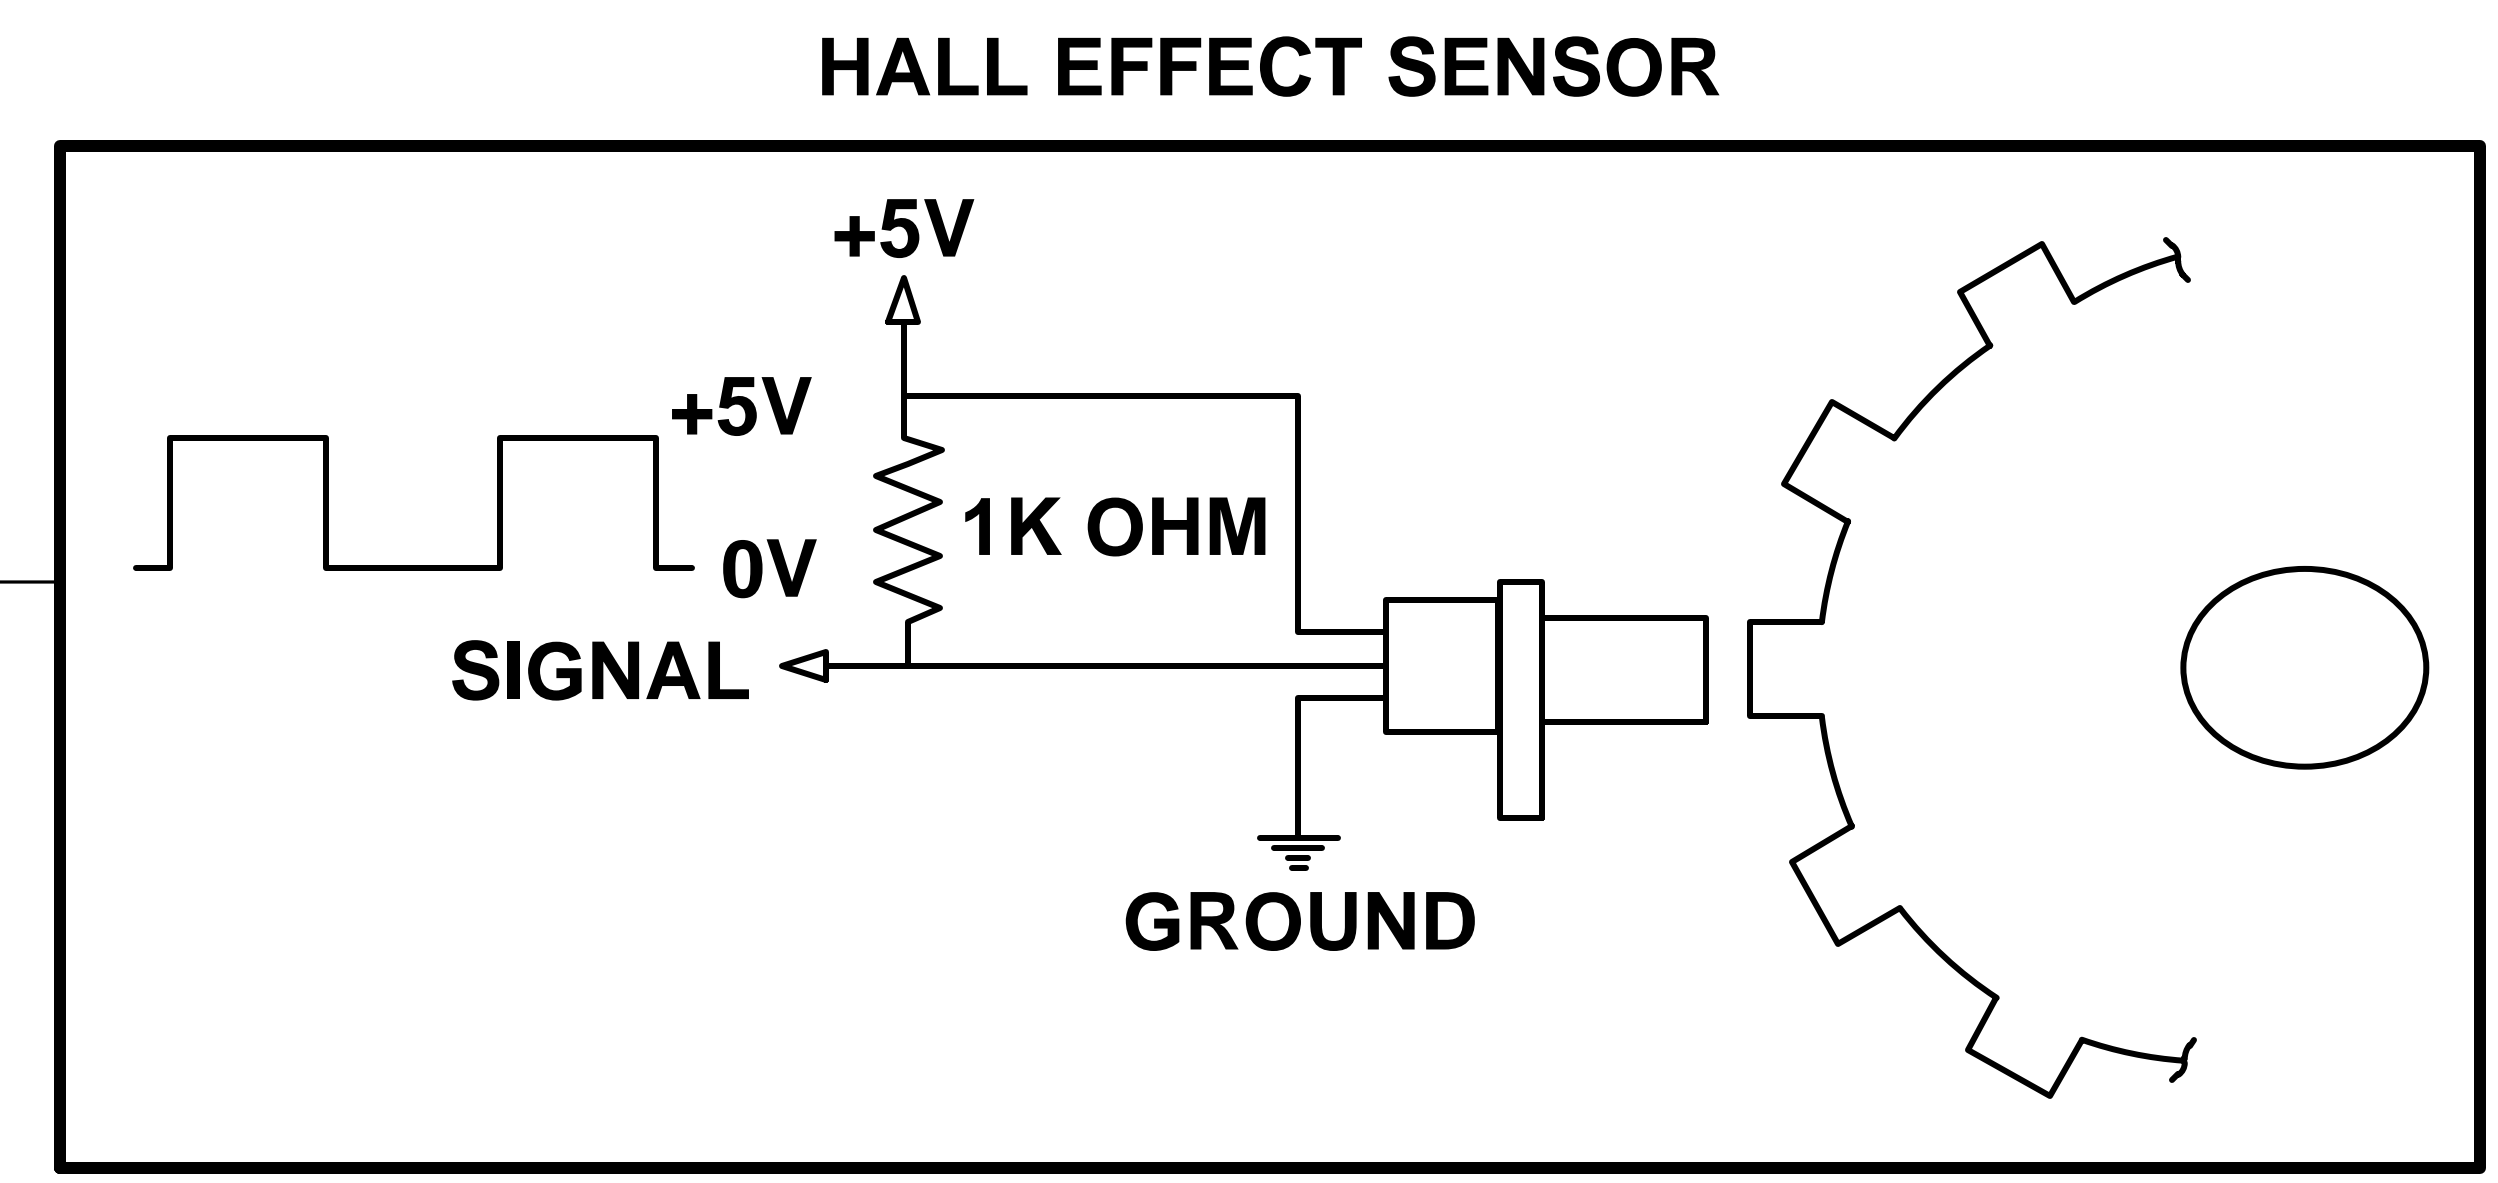 HALL EFFECT SENSOR
+5V
+5V
1K OHM
0V
SIGNAL
GROUND